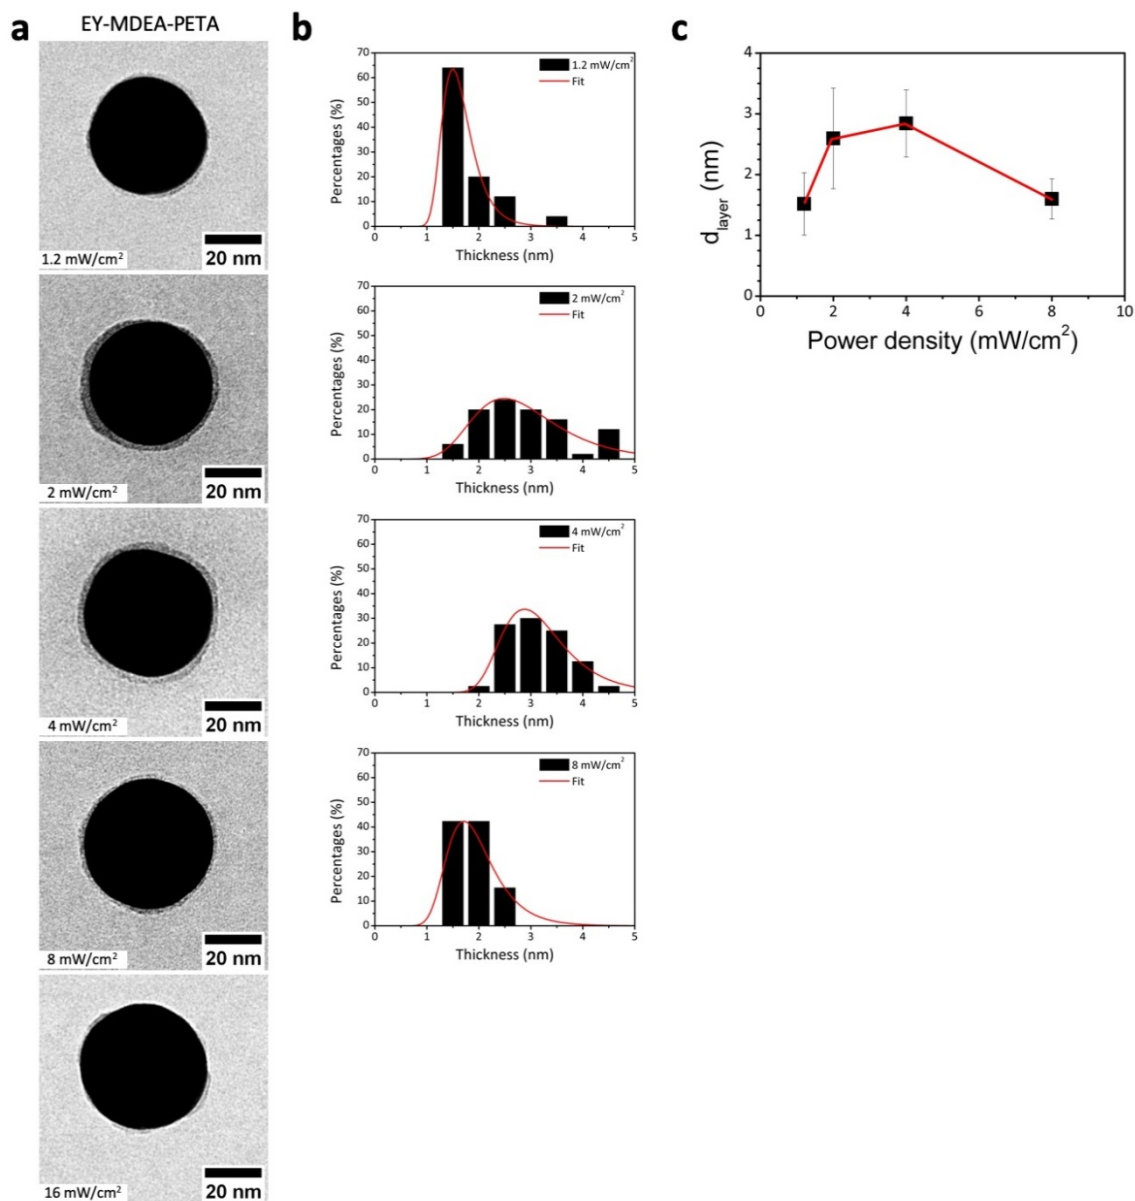 a
EY-MDEA-PETA
1.2 mW/cm²
20 nm
2 mW/cm²
20 nm
4 mW/cm²
20 nm
8 mW/cm²
20 nm
16 mW/cm²
20 nm
b
70
60
50
40
30
20
10
0
Percentages (%)
1.2 mW/cm²
Fit
0 1 2 3 4 5
Thickness (nm)
70
60
50
40
30
20
10
0
Percentages (%)
2 mW/cm²
Fit
0 1 2 3 4 5
Thickness (nm)
70
60
50
40
30
20
10
0
Percentages (%)
4 mW/cm²
Fit
0 1 2 3 4 5
Thickness (nm)
70
60
50
40
30
20
10
0
Percentages (%)
8 mW/cm²
Fit
0 1 2 3 4 5
Thickness (nm)
c
4
3
2
1
0
d_layer (nm)
0 2 4 6 8 10
Power density (mW/cm²)